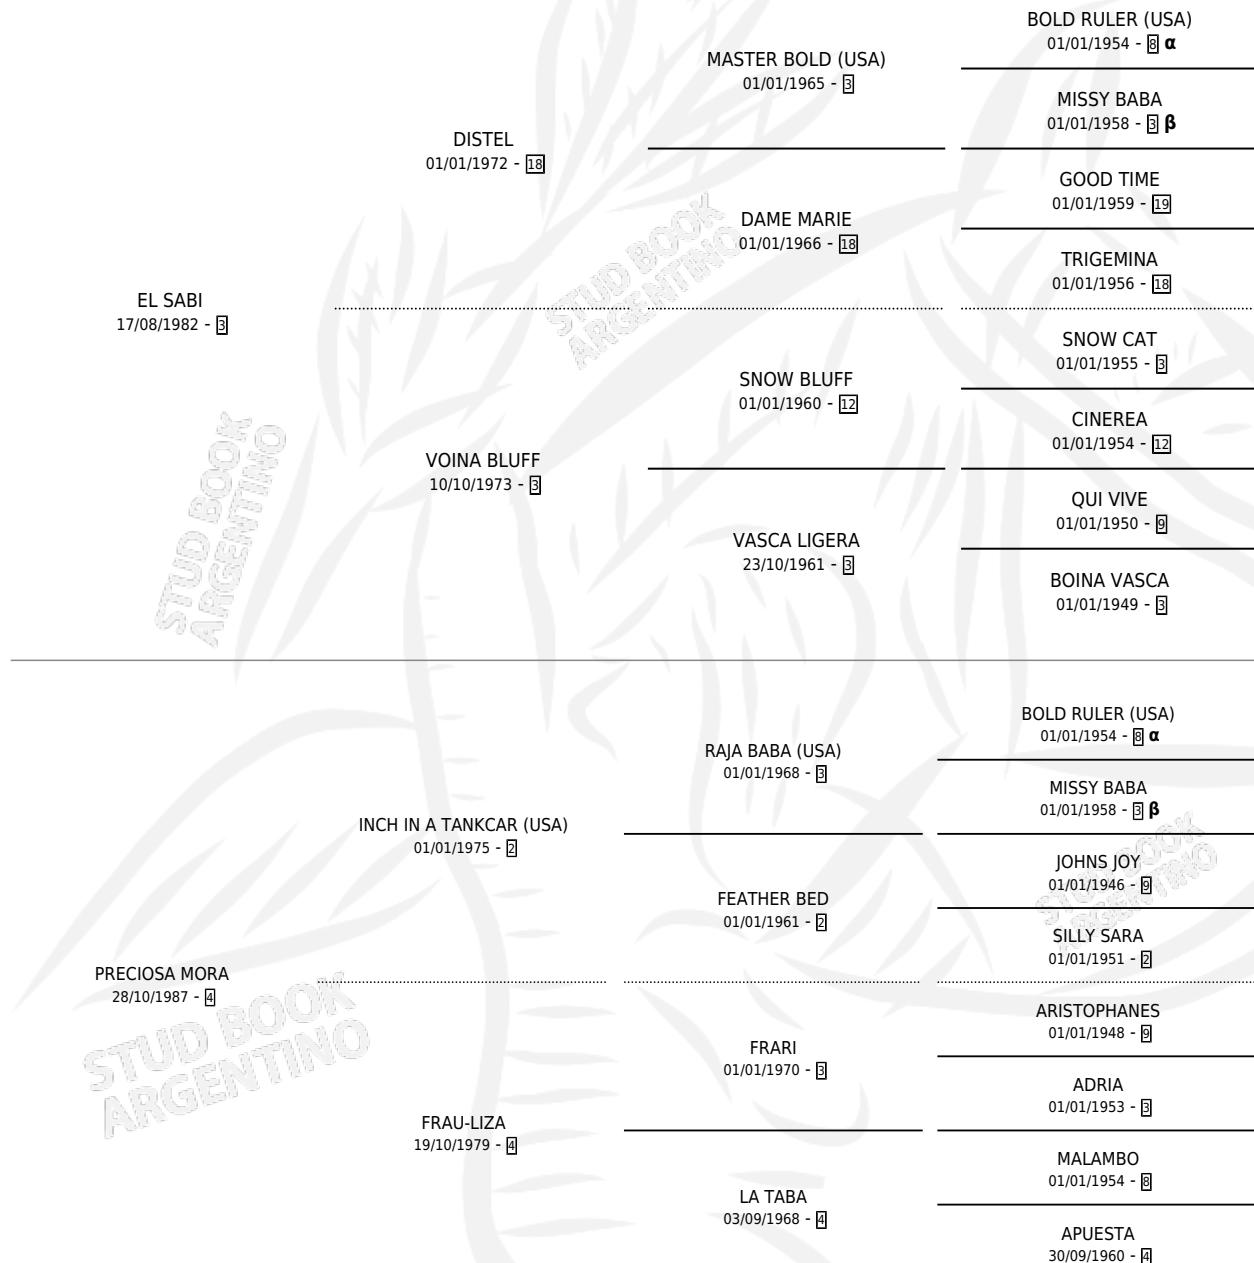 BOLD RULER (USA)
01/01/1954 - 8 α
MASTER BOLD (USA)
01/01/1965 - 3
MISSY BABA
01/01/1958 - 3 β
DISTEL
01/01/1972 - 18
GOOD TIME
01/01/1959 - 19
DAME MARIE
01/01/1966 - 18
TRIGEMINA
01/01/1956 - 18
EL SABI
17/08/1982 - 3
SNOW CAT
01/01/1955 - 3
SNOW BLUFF
01/01/1960 - 12
CINEREA
01/01/1954 - 12
VOINA BLUFF
10/10/1973 - 3
QUI VIVE
01/01/1950 - 9
VASCA LIGERA
23/10/1961 - 3
BOINA VASCA
01/01/1949 - 3
BOLD RULER (USA)
01/01/1954 - 8 α
RAJA BABA (USA)
01/01/1968 - 3
MISSY BABA
01/01/1958 - 3 β
INCH IN A TANKCAR (USA)
01/01/1975 - 2
JOHNS JOY
01/01/1946 - 9
FEATHER BED
01/01/1961 - 2
SILLY SARA
01/01/1951 - 2
PRECIOSA MORA
28/10/1987 - 4
ARISTOPHANES
01/01/1948 - 9
FRARI
01/01/1970 - 3
ADRIA
01/01/1953 - 3
FRAU-LIZA
19/10/1979 - 4
MALAMBO
01/01/1954 - 8
LA TABA
03/09/1968 - 4
APUESTA
30/09/1960 - 4
STUD BOOK
ARGENTINO
STUD BOOK
ARGENTINO
STUD BOOK
ARGENTINO
STUD BOOK
ARGENTINO